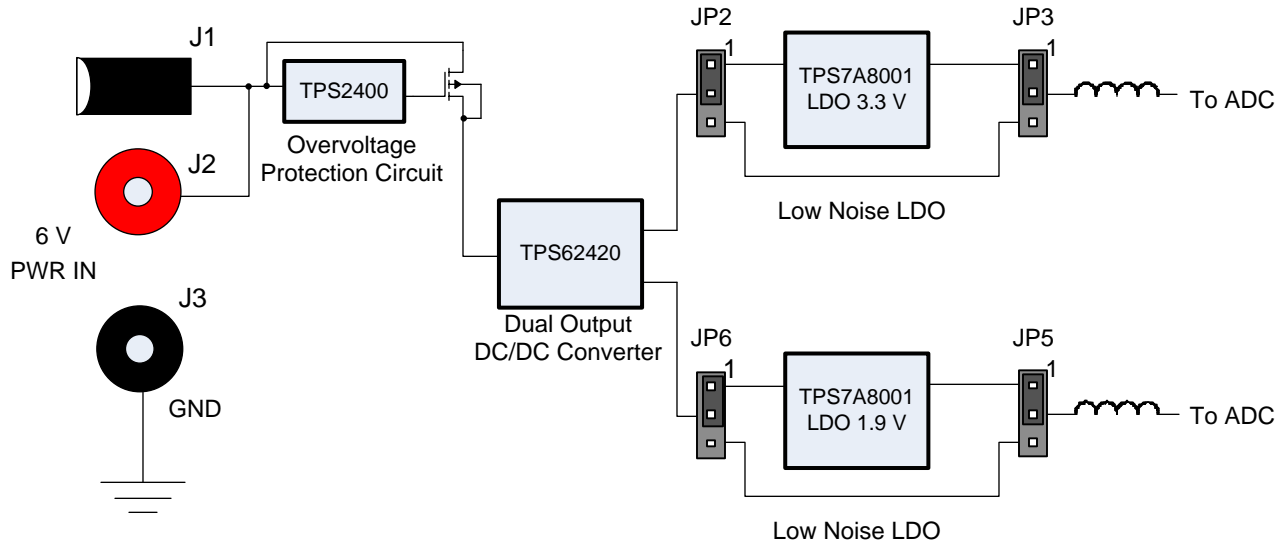 J1
J2
6 V
PWR IN
J3
GND
TPS2400
Overvoltage
Protection Circuit
TPS62420
Dual Output
DC/DC Converter
JP2
1
TPS7A8001
LDO 3.3 V
JP3
1
To ADC
Low Noise LDO
JP6
1
TPS7A8001
LDO 1.9 V
JP5
1
To ADC
Low Noise LDO